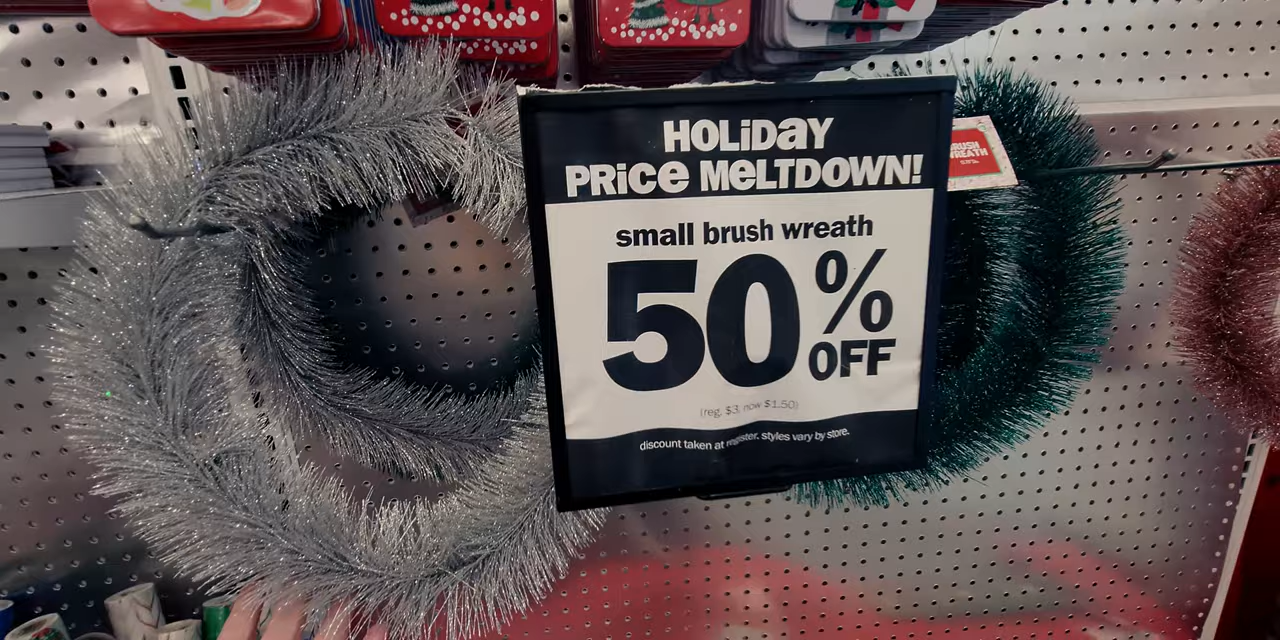 HOLiDaY
PRiCe MeLTDOWN!
BRUSH
WREATH
small brush wreath
50%
OFF
(reg. $3, now $1.50)
discount taken at register. styles vary by store.